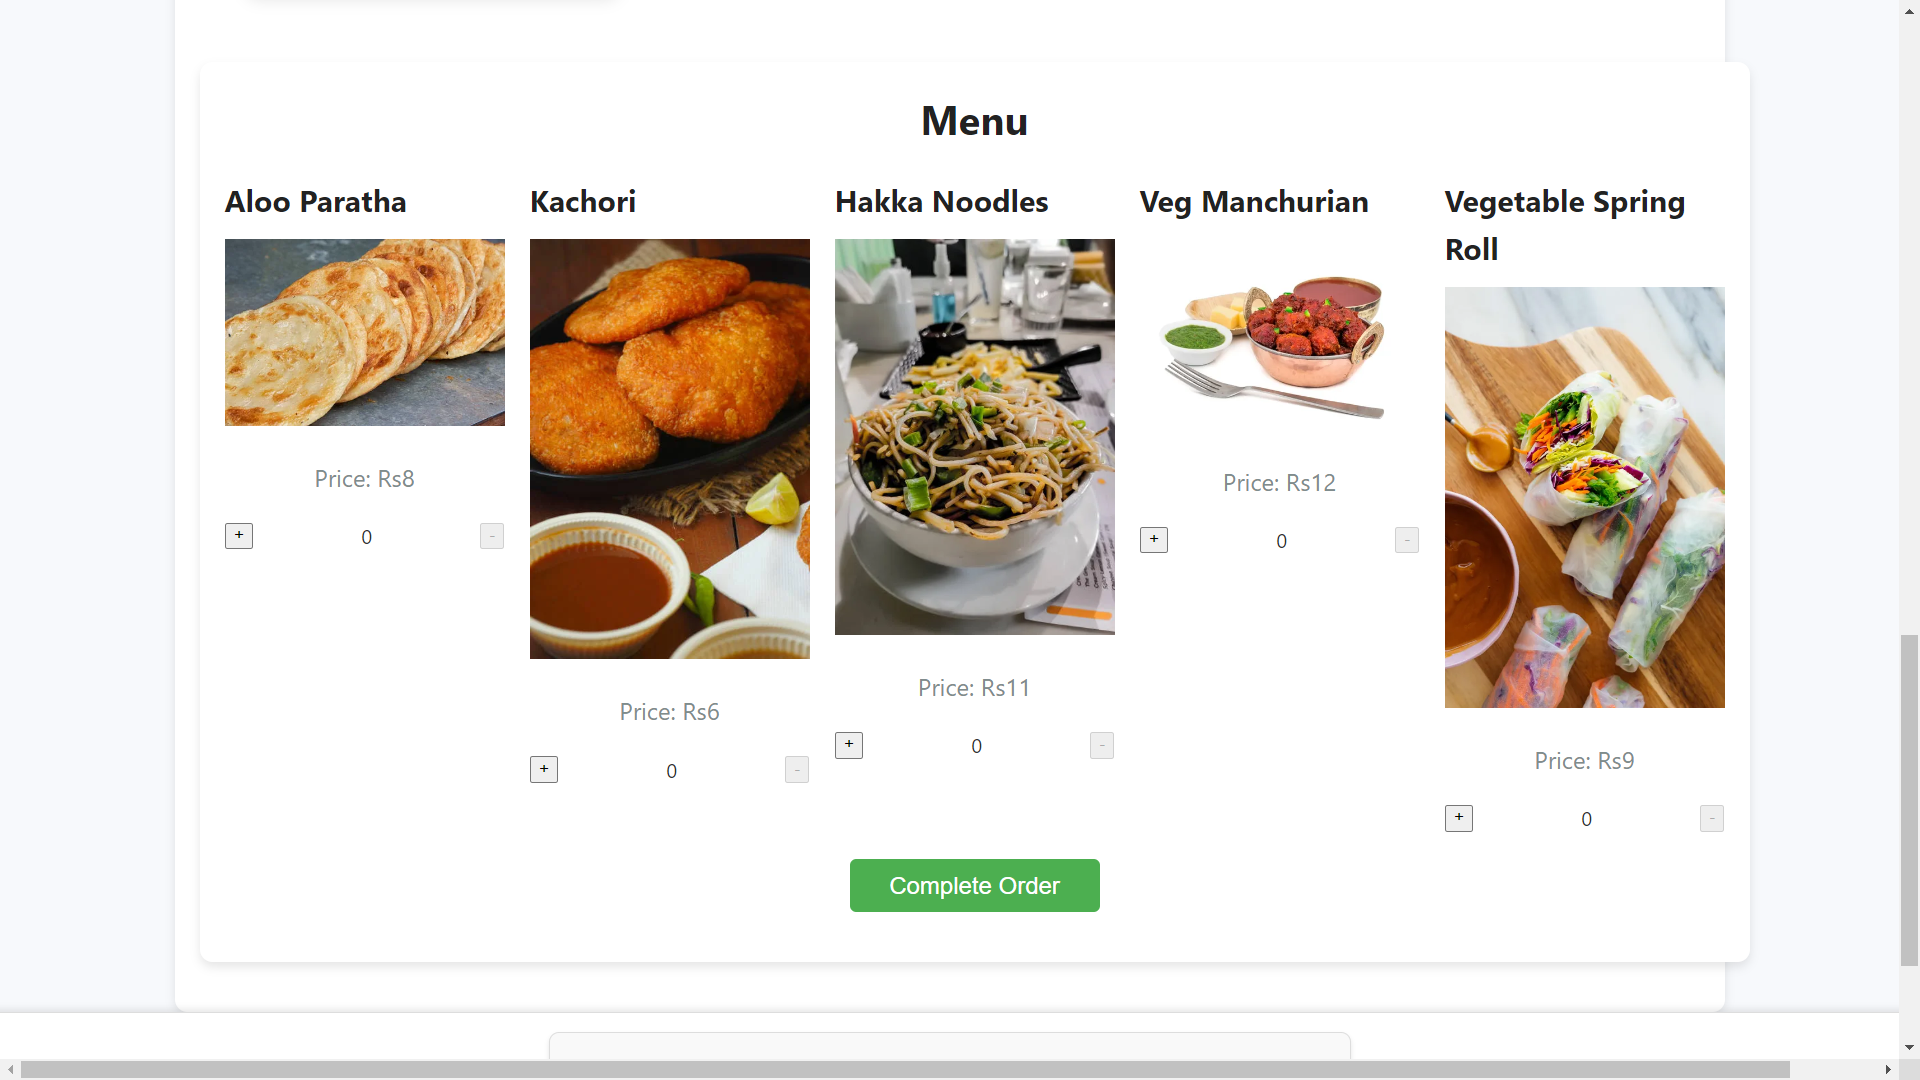 Menu
Aloo Paratha
Price: Rs8
+ 0 -
Kachori
Price: Rs6
+ 0 -
Hakka Noodles
Price: Rs11
+ 0 -
Veg Manchurian
Price: Rs12
+ 0 -
Vegetable Spring
Roll
Price: Rs9
+ 0 -
Complete Order